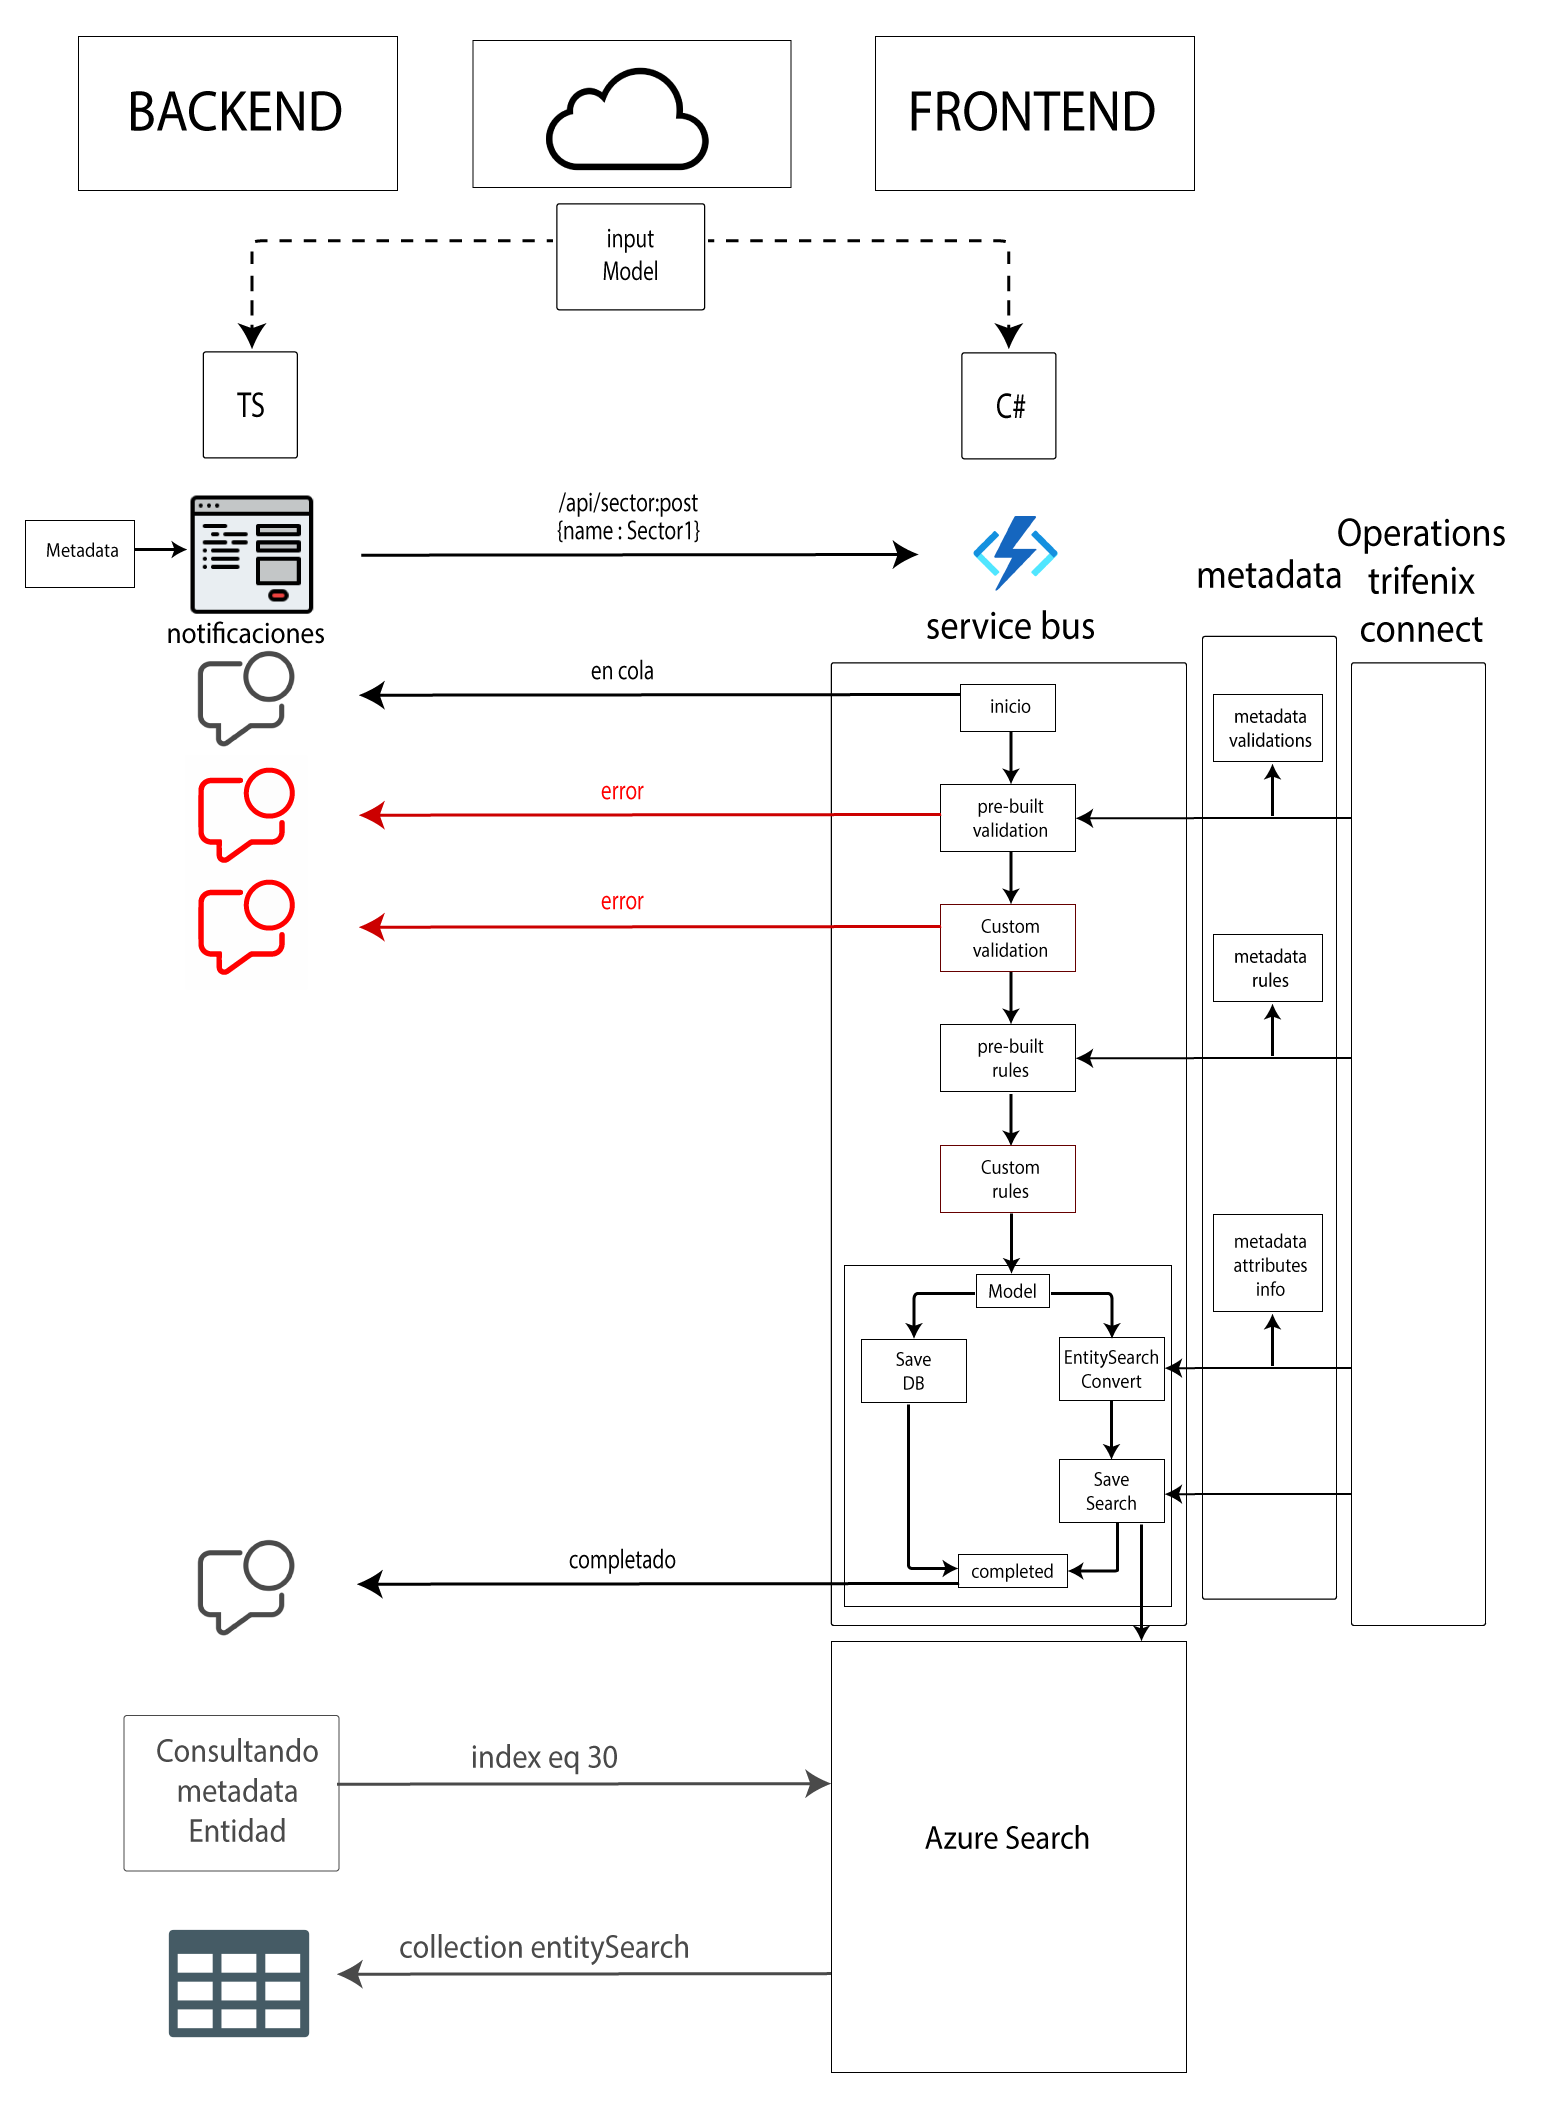 BACKEND
FRONTEND
input
Model
TS
C#
/api/sector:post
{name : Sector1}
Metadata
notificaciones
service bus
metadata
Operations
trifenix
connect
en cola
inicio
metadata
validations
error
pre-built
validation
error
Custom
validation
metadata
rules
pre-built
rules
Custom
rules
metadata
attributes
info
Model
Save
DB
EntitySearch
Convert
Save
Search
completado
completed
Consultando
metadata
Entidad
index eq 30
Azure Search
collection entitySearch